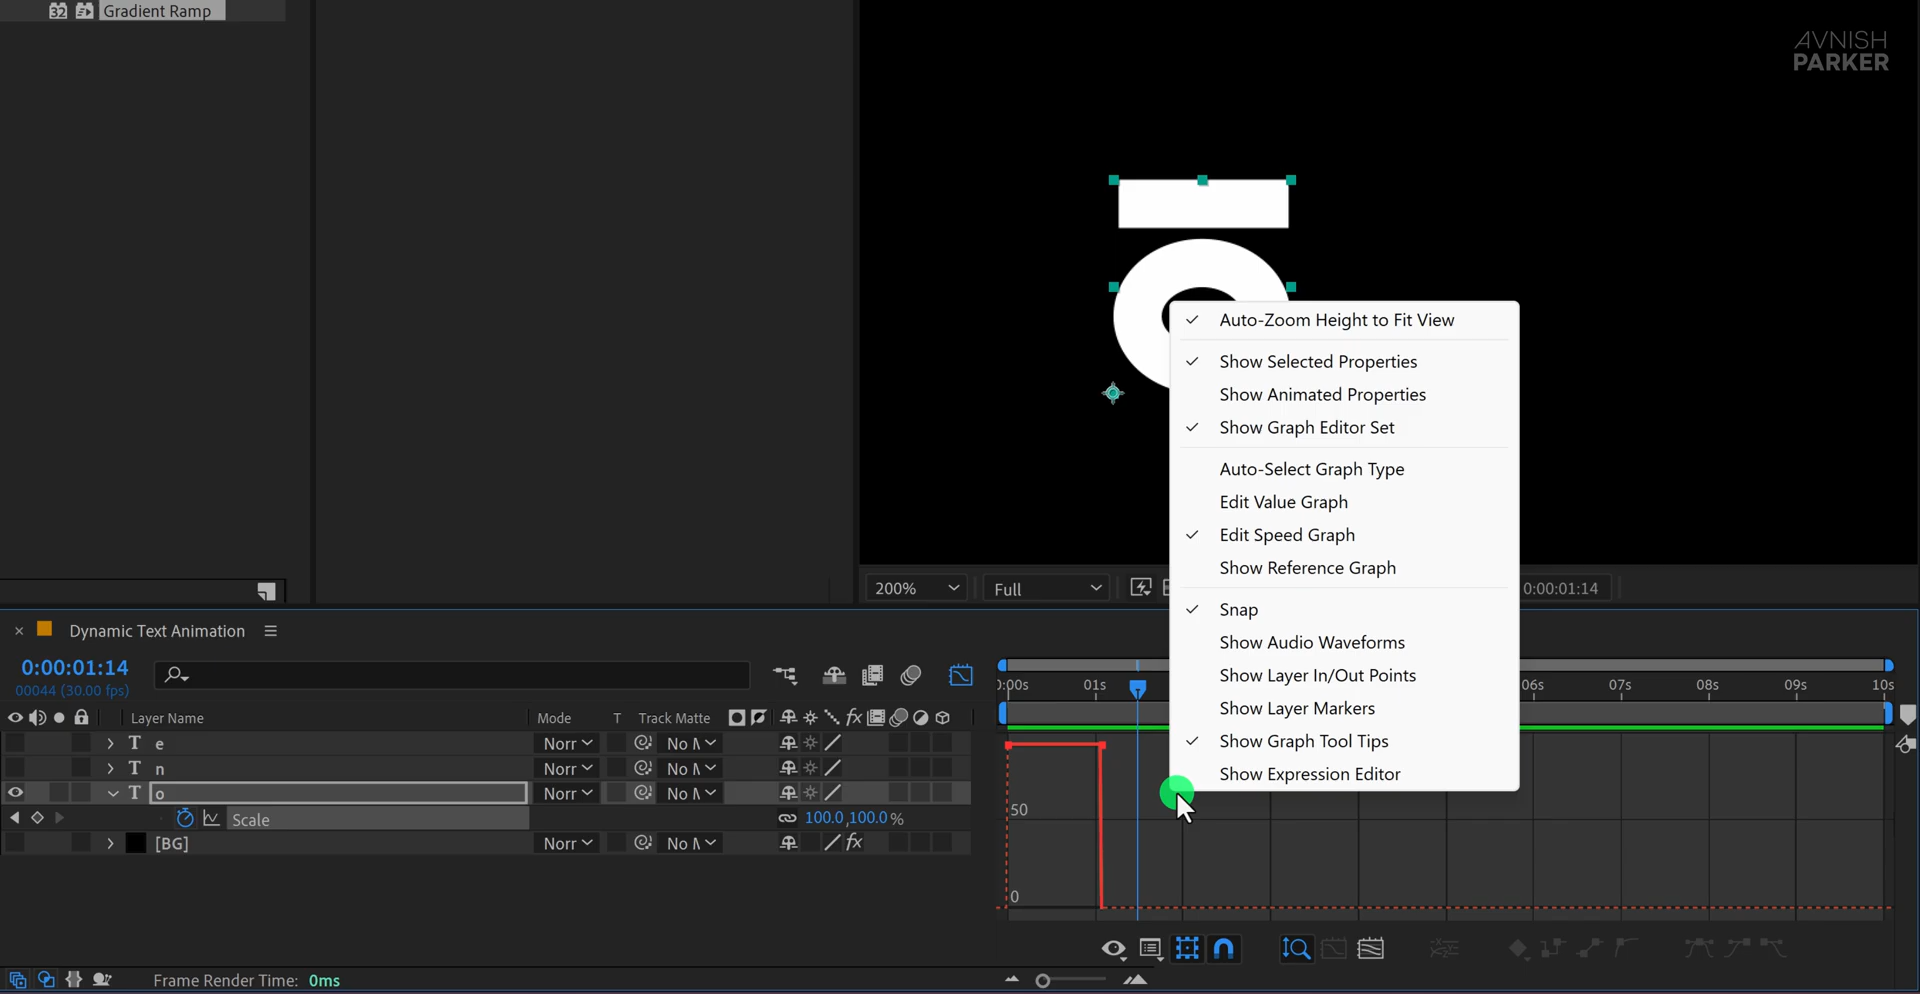 32 Gradient Ramp
AVNISH
PARKER
ō
Auto-Zoom Height to Fit View
Show Selected Properties
Show Animated Properties
Show Graph Editor Set
Auto-Select Graph Type
Edit Value Graph
Edit Speed Graph
Show Reference Graph
Snap
Show Audio Waveforms
Show Layer In/Out Points
Show Layer Markers
Show Graph Tool Tips
Show Expression Editor
200% Full 0:00:01:14
Dynamic Text Animation
0:00:01:14
00044 (30.00 fps)
):00s 01s 06s 07s 08s 09s 10s
Layer Name Mode T Track Matte fx
T e Norr No
T n Norr No
T o Norr No
Scale 100.0,100.0%
[BG] Norr No fx
50
0
Frame Render Time: 0ms